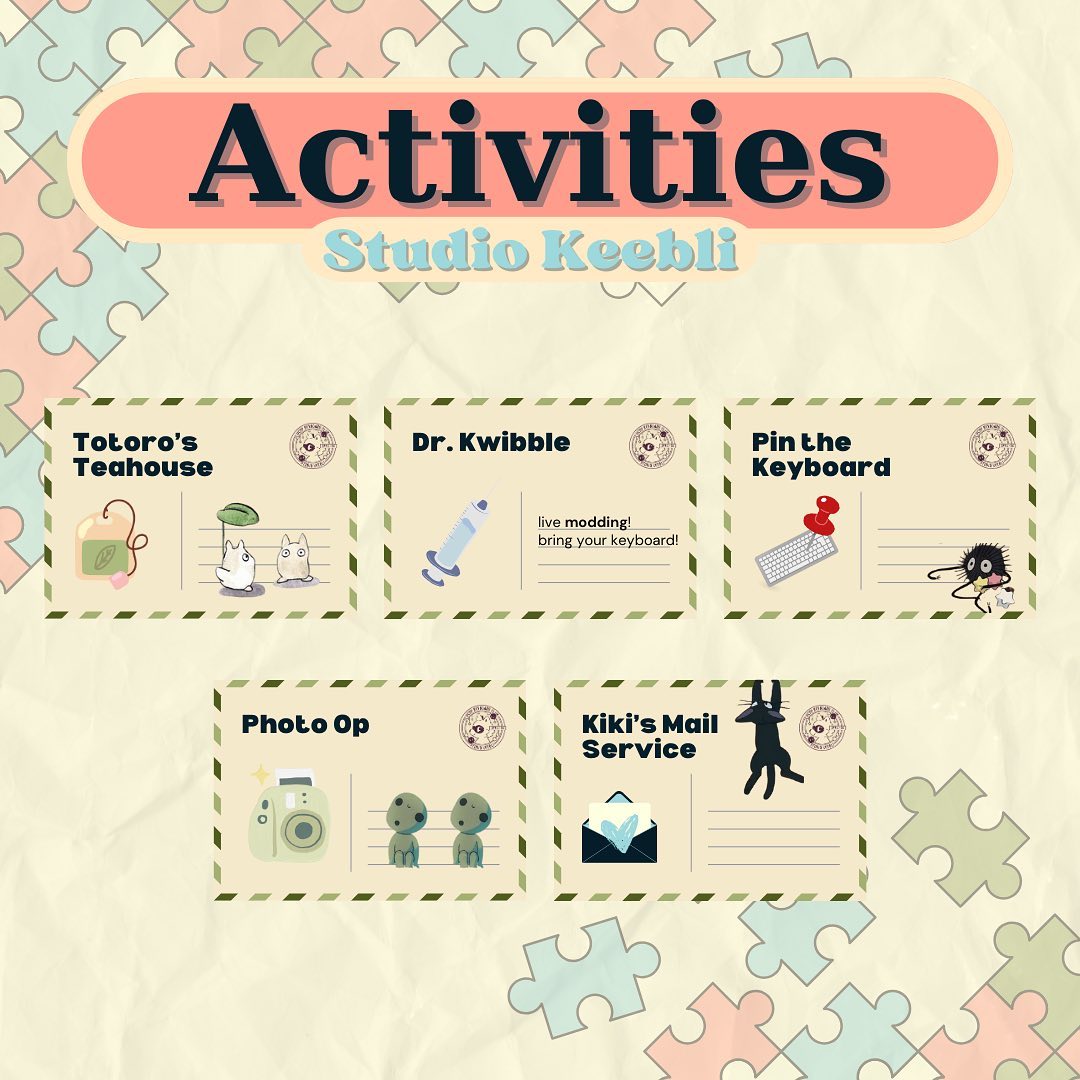 Activities
Studio Keebli
Totoro's
Teahouse
Dr. Kwibble
live modding!
bring your keyboard!
Pin the
Keyboard
Photo Op
Kiki's Mail
Service